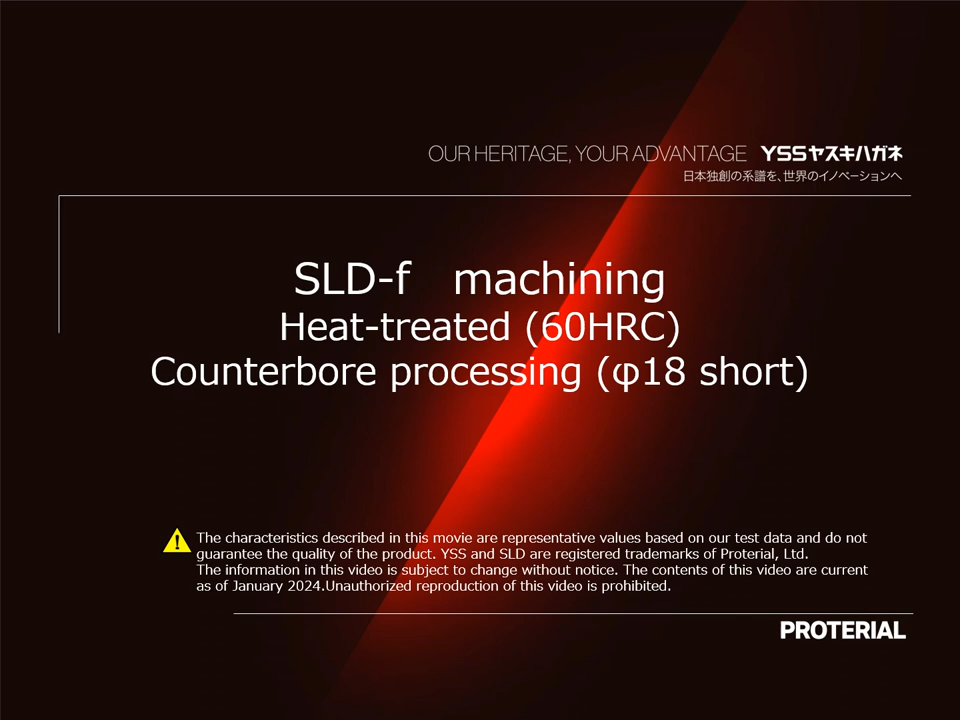 OUR HERITAGE, YOUR ADVANTAGE YSSヤスキハガネ
日本独創の系譜を、世界のイノベーションへ
SLD-f machining
Heat-treated (60HRC)
Counterbore processing (φ18 short)
The characteristics described in this movie are representative values based on our test data and do not
guarantee the quality of the product. YSS and SLD are registered trademarks of Proterial, Ltd.
The information in this video is subject to change without notice. The contents of this video are current
as of January 2024.Unauthorized reproduction of this video is prohibited.
PROTERIAL